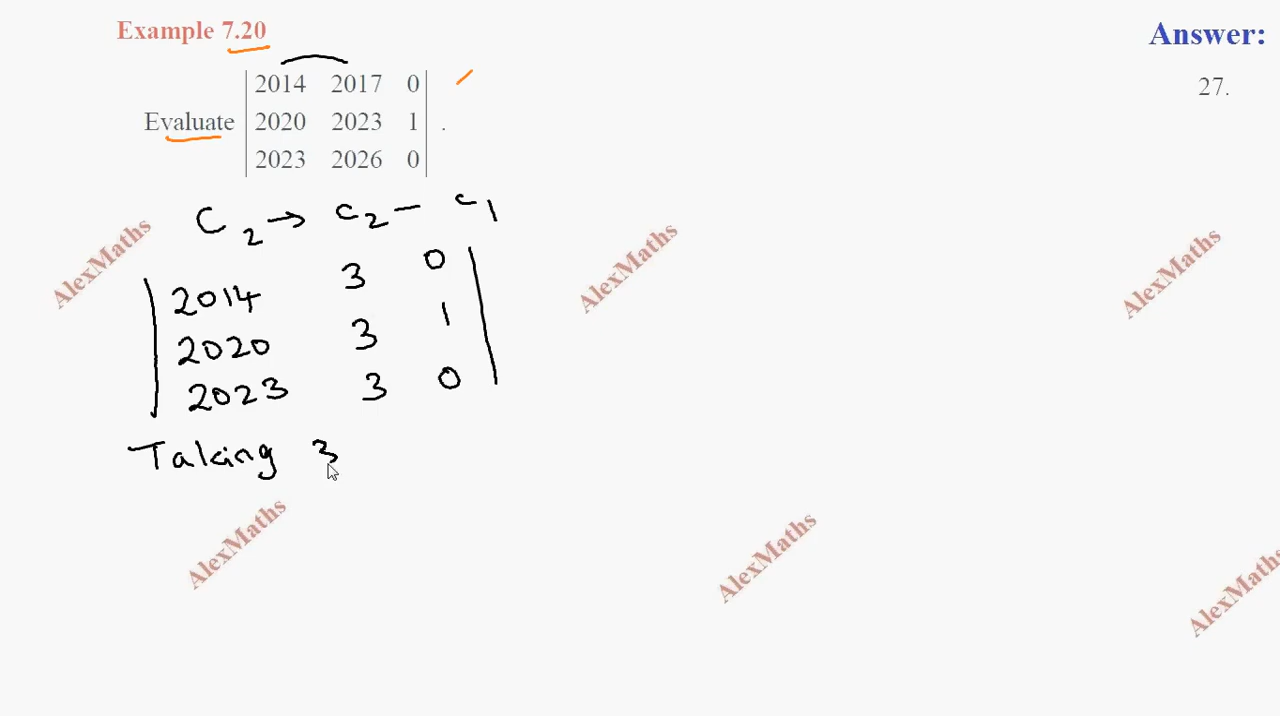 Example 7.20
Answer:
2014 2017 0
27.
Evaluate 2020 2023 1 .
2023 2026 0
C2 → C2 − C1
AlexMaths
AlexMaths
AlexMaths
2014 3 0
2020 3 1
2023 3 0
Taking 3
AlexMaths
AlexMaths
AlexMaths